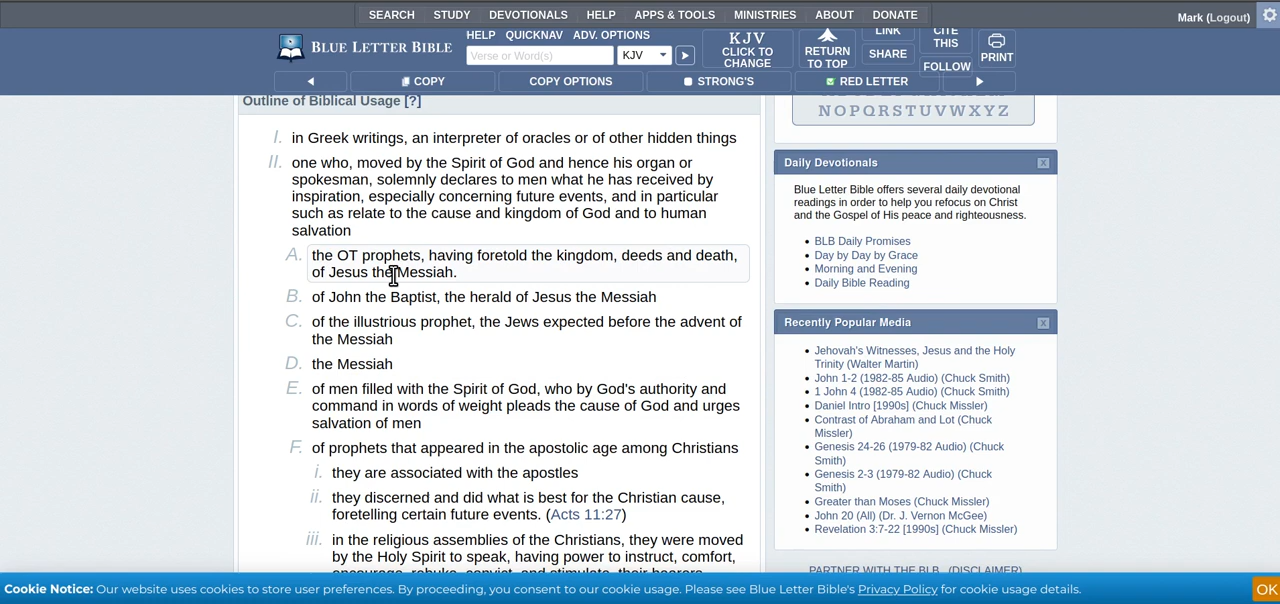 SEARCH STUDY DEVOTIONALS HELP APPS & TOOLS MINISTRIES ABOUT DONATE
Mark (Logout)
BLUE LETTER BIBLE
HELP QUICKNAV ADV. OPTIONS
Verse or Word(s) KJV
KJV
CLICK TO
CHANGE
RETURN
TO TOP
LINK
SHARE
CITE
THIS
FOLLOW
PRINT
COPY COPY OPTIONS STRONG'S RED LETTER
Outline of Biblical Usage [?]
I. in Greek writings, an interpreter of oracles or of other hidden things
II. one who, moved by the Spirit of God and hence his organ or
spokesman, solemnly declares to men what he has received by
inspiration, especially concerning future events, and in particular
such as relate to the cause and kingdom of God and to human
salvation
A. the OT prophets, having foretold the kingdom, deeds and death,
of Jesus the Messiah.
B. of John the Baptist, the herald of Jesus the Messiah
C. of the illustrious prophet, the Jews expected before the advent of
the Messiah
D. the Messiah
E. of men filled with the Spirit of God, who by God's authority and
command in words of weight pleads the cause of God and urges
salvation of men
F. of prophets that appeared in the apostolic age among Christians
i. they are associated with the apostles
ii. they discerned and did what is best for the Christian cause,
foretelling certain future events. (Acts 11:27)
iii. in the religious assemblies of the Christians, they were moved
by the Holy Spirit to speak, having power to instruct, comfort,
encourage, rebuke, convict, and stimulate, their hearers
N O P Q R S T U V W X Y Z
Daily Devotionals x
Blue Letter Bible offers several daily devotional
readings in order to help you refocus on Christ
and the Gospel of His peace and righteousness.
• BLB Daily Promises
• Day by Day by Grace
• Morning and Evening
• Daily Bible Reading
Recently Popular Media x
• Jehovah's Witnesses, Jesus and the Holy
Trinity (Walter Martin)
• John 1-2 (1982-85 Audio) (Chuck Smith)
• 1 John 4 (1982-85 Audio) (Chuck Smith)
• Daniel Intro [1990s] (Chuck Missler)
• Contrast of Abraham and Lot (Chuck
Missler)
• Genesis 24-26 (1979-82 Audio) (Chuck
Smith)
• Genesis 2-3 (1979-82 Audio) (Chuck
Smith)
• Greater than Moses (Chuck Missler)
• John 20 (All) (Dr. J. Vernon McGee)
• Revelation 3:7-22 [1990s] (Chuck Missler)
PARTNER WITH THE BLB (DISCLAIMER)
Cookie Notice: Our website uses cookies to store user preferences. By proceeding, you consent to our cookie usage. Please see Blue Letter Bible's Privacy Policy for cookie usage details. OK